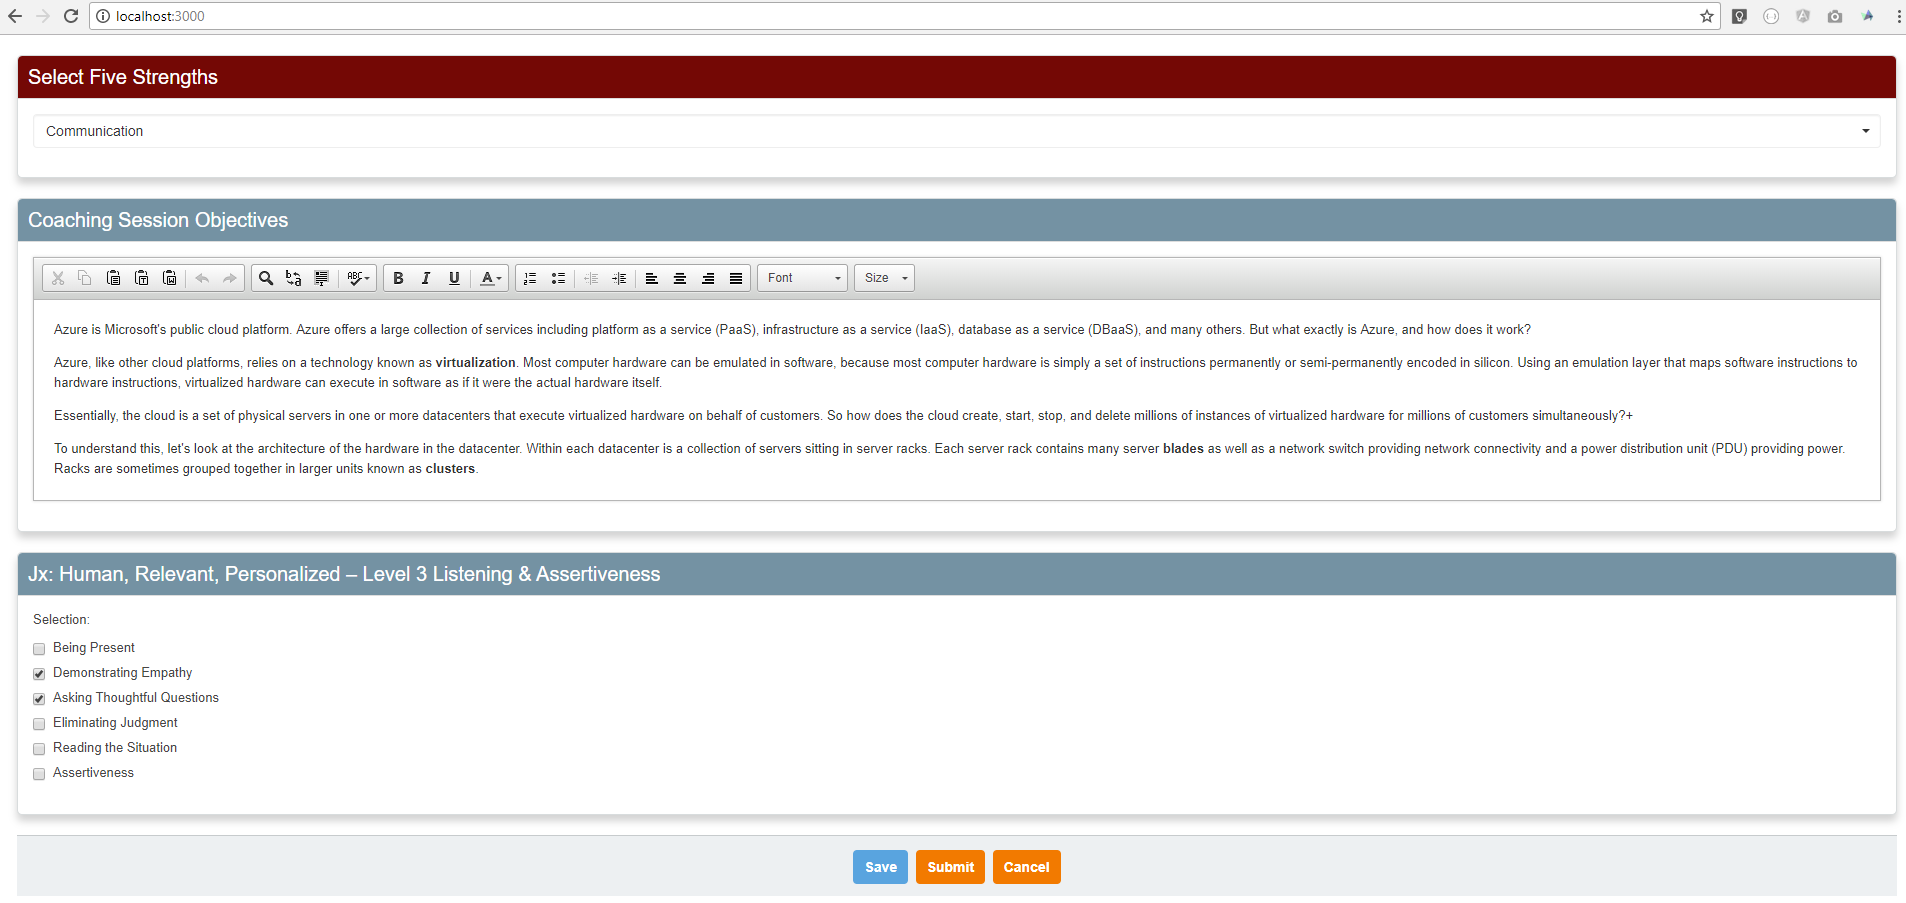 localhost:3000
Select Five Strengths
Communication
Coaching Session Objectives
ABC B I U A Font Size
Azure is Microsoft's public cloud platform. Azure offers a large collection of services including platform as a service (PaaS), infrastructure as a service (IaaS), database as a service (DBaaS), and many others. But what exactly is Azure, and how does it work?
Azure, like other cloud platforms, relies on a technology known as virtualization. Most computer hardware can be emulated in software, because most computer hardware is simply a set of instructions permanently or semi-permanently encoded in silicon. Using an emulation layer that maps software instructions to
hardware instructions, virtualized hardware can execute in software as if it were the actual hardware itself.
Essentially, the cloud is a set of physical servers in one or more datacenters that execute virtualized hardware on behalf of customers. So how does the cloud create, start, stop, and delete millions of instances of virtualized hardware for millions of customers simultaneously?+
To understand this, let's look at the architecture of the hardware in the datacenter. Within each datacenter is a collection of servers sitting in server racks. Each server rack contains many server blades as well as a network switch providing network connectivity and a power distribution unit (PDU) providing power.
Racks are sometimes grouped together in larger units known as clusters.
Jx: Human, Relevant, Personalized – Level 3 Listening & Assertiveness
Selection:
Being Present
Demonstrating Empathy
Asking Thoughtful Questions
Eliminating Judgment
Reading the Situation
Assertiveness
Save Submit Cancel